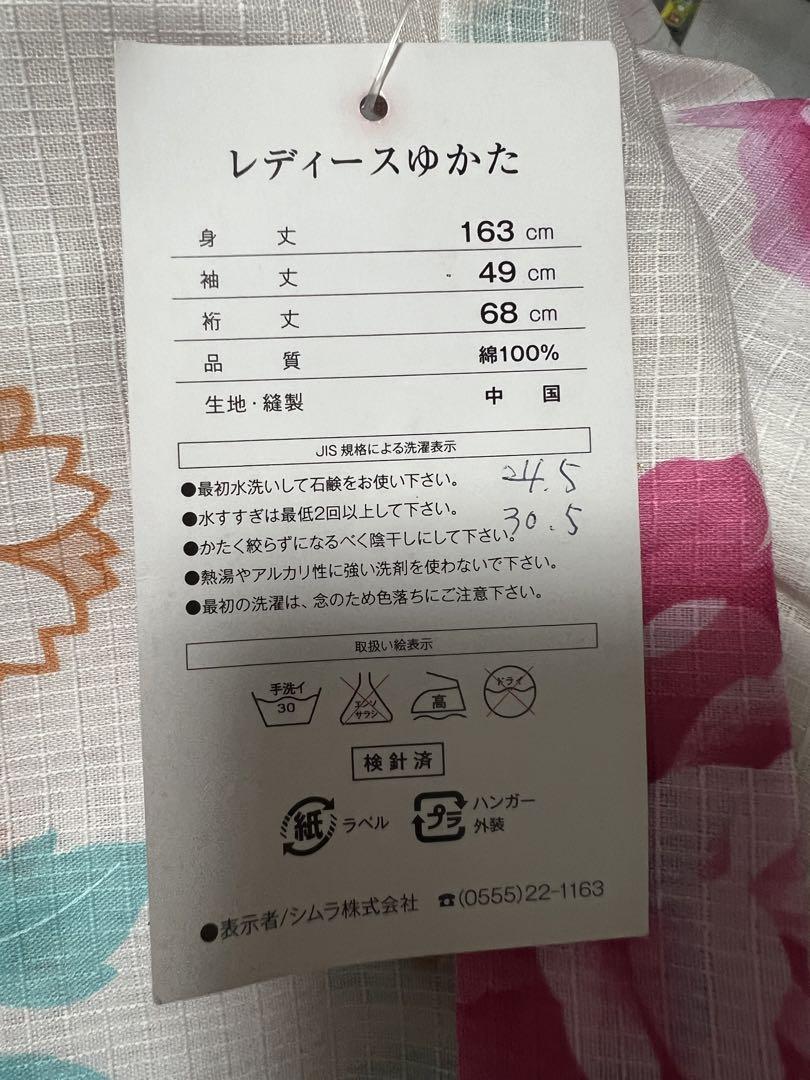 レディースゆかた
身丈 163 cm
袖丈 49 cm
裄丈 68 cm
品質 綿100%
生地・縫製 中国
JIS規格による洗濯表示
●最初水洗いして石鹸をお使い下さい。
24.5
●水すすぎは最低2回以上して下さい。
30.5
●かたく絞らずになるべく陰干しにして下さい。
●熱湯やアルカリ性に強い洗剤を使わないで下さい。
●最初の洗濯は、念のため色落ちにご注意下さい。
取扱い絵表示
手洗イ
30
エンソ
サラシ
高
ドライ
検針済
紙 ラベル
プラ ハンガー
外装
●表示者/シムラ株式会社 ☎(0555)22-1163